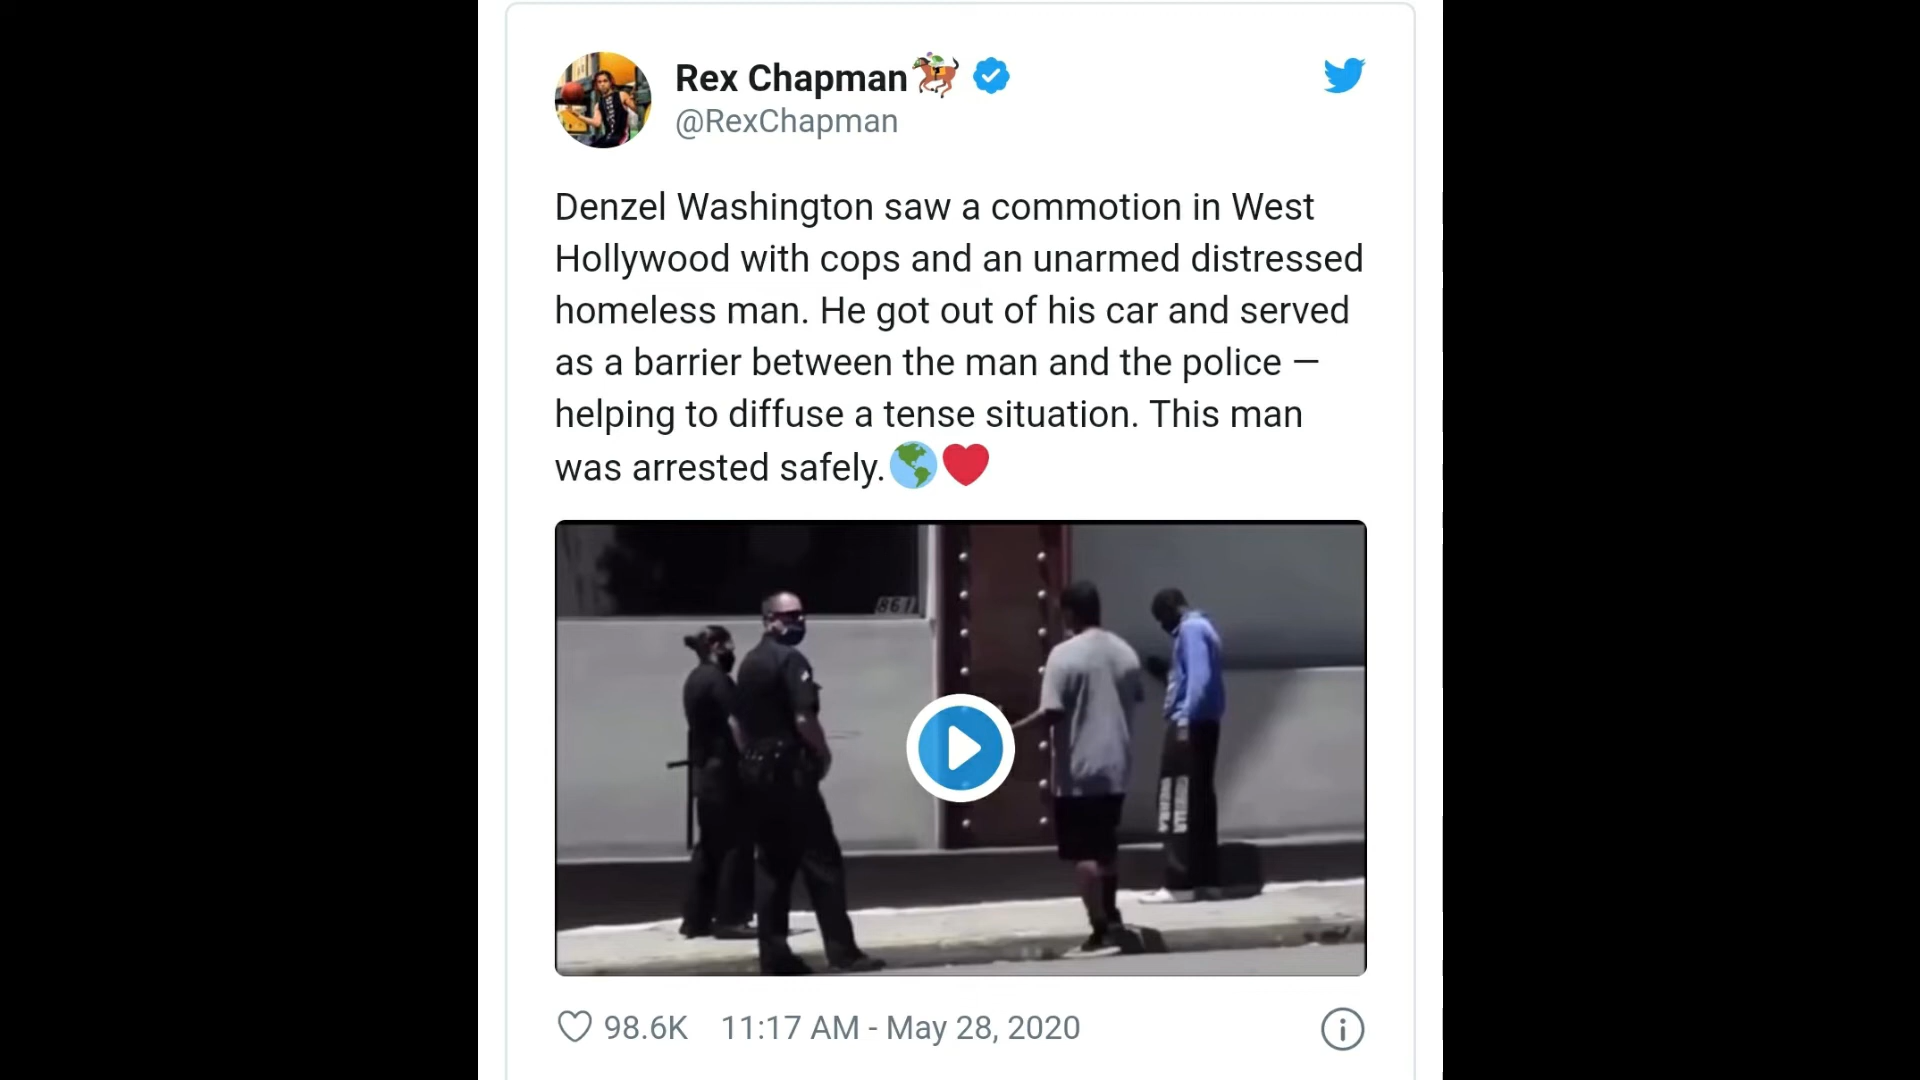 Rex Chapman🏇
@RexChapman
Denzel Washington saw a commotion in West
Hollywood with cops and an unarmed distressed
homeless man. He got out of his car and served
as a barrier between the man and the police —
helping to diffuse a tense situation. This man
was arrested safely.🌎❤️
861
98.6K 11:17 AM - May 28, 2020